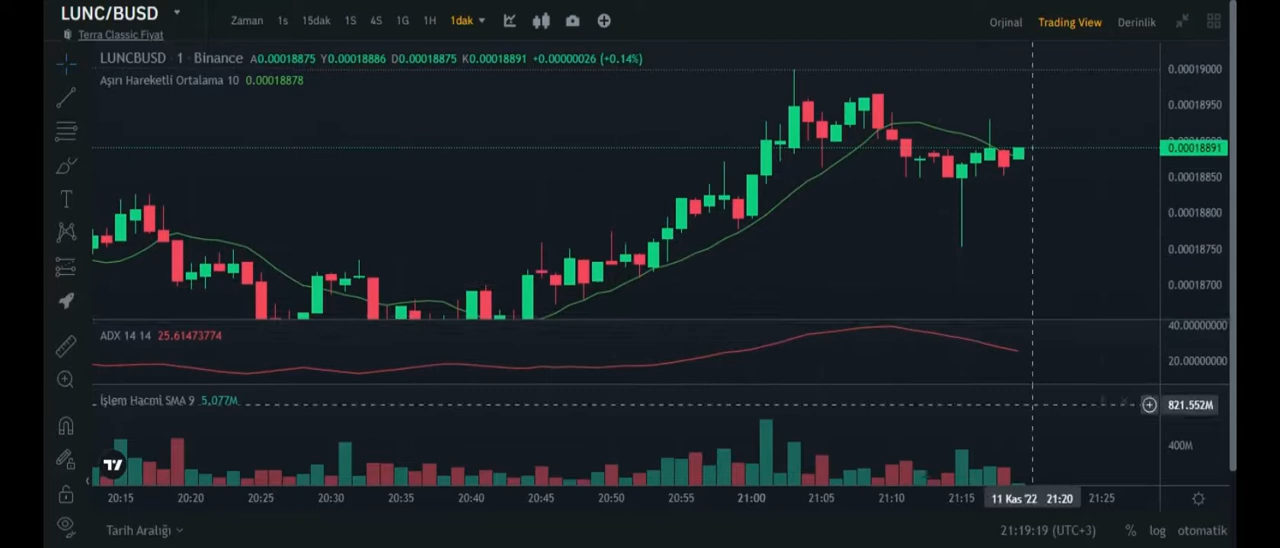 LUNC/BUSD
Terra Classic Fiyat
Zaman 1s 15dak 1S 4S 1G 1H 1dak
Orjinal Trading View Derinlik
LUNCBUSD · 1 · Binance A0.00018875 Y0.00018886 D0.00018875 K0.00018891 +0.00000026 (+0.14%)
Aşırı Hareketli Ortalama 10 0.00018878
0.00019000
0.00018950
0.00018891
0.00018850
0.00018800
0.00018750
0.00018700
ADX 14 14 25.61473774
40.00000000
20.00000000
İşlem Hacmi SMA 9 5.077M
821.552M
400M
20:15 20:20 20:25 20:30 20:35 20:40 20:45 20:50 20:55 21:00 21:05 21:10 21:15 11 Kas '22 21:20 21:25
Tarih Aralığı
21:19:19 (UTC+3) % log otomatik